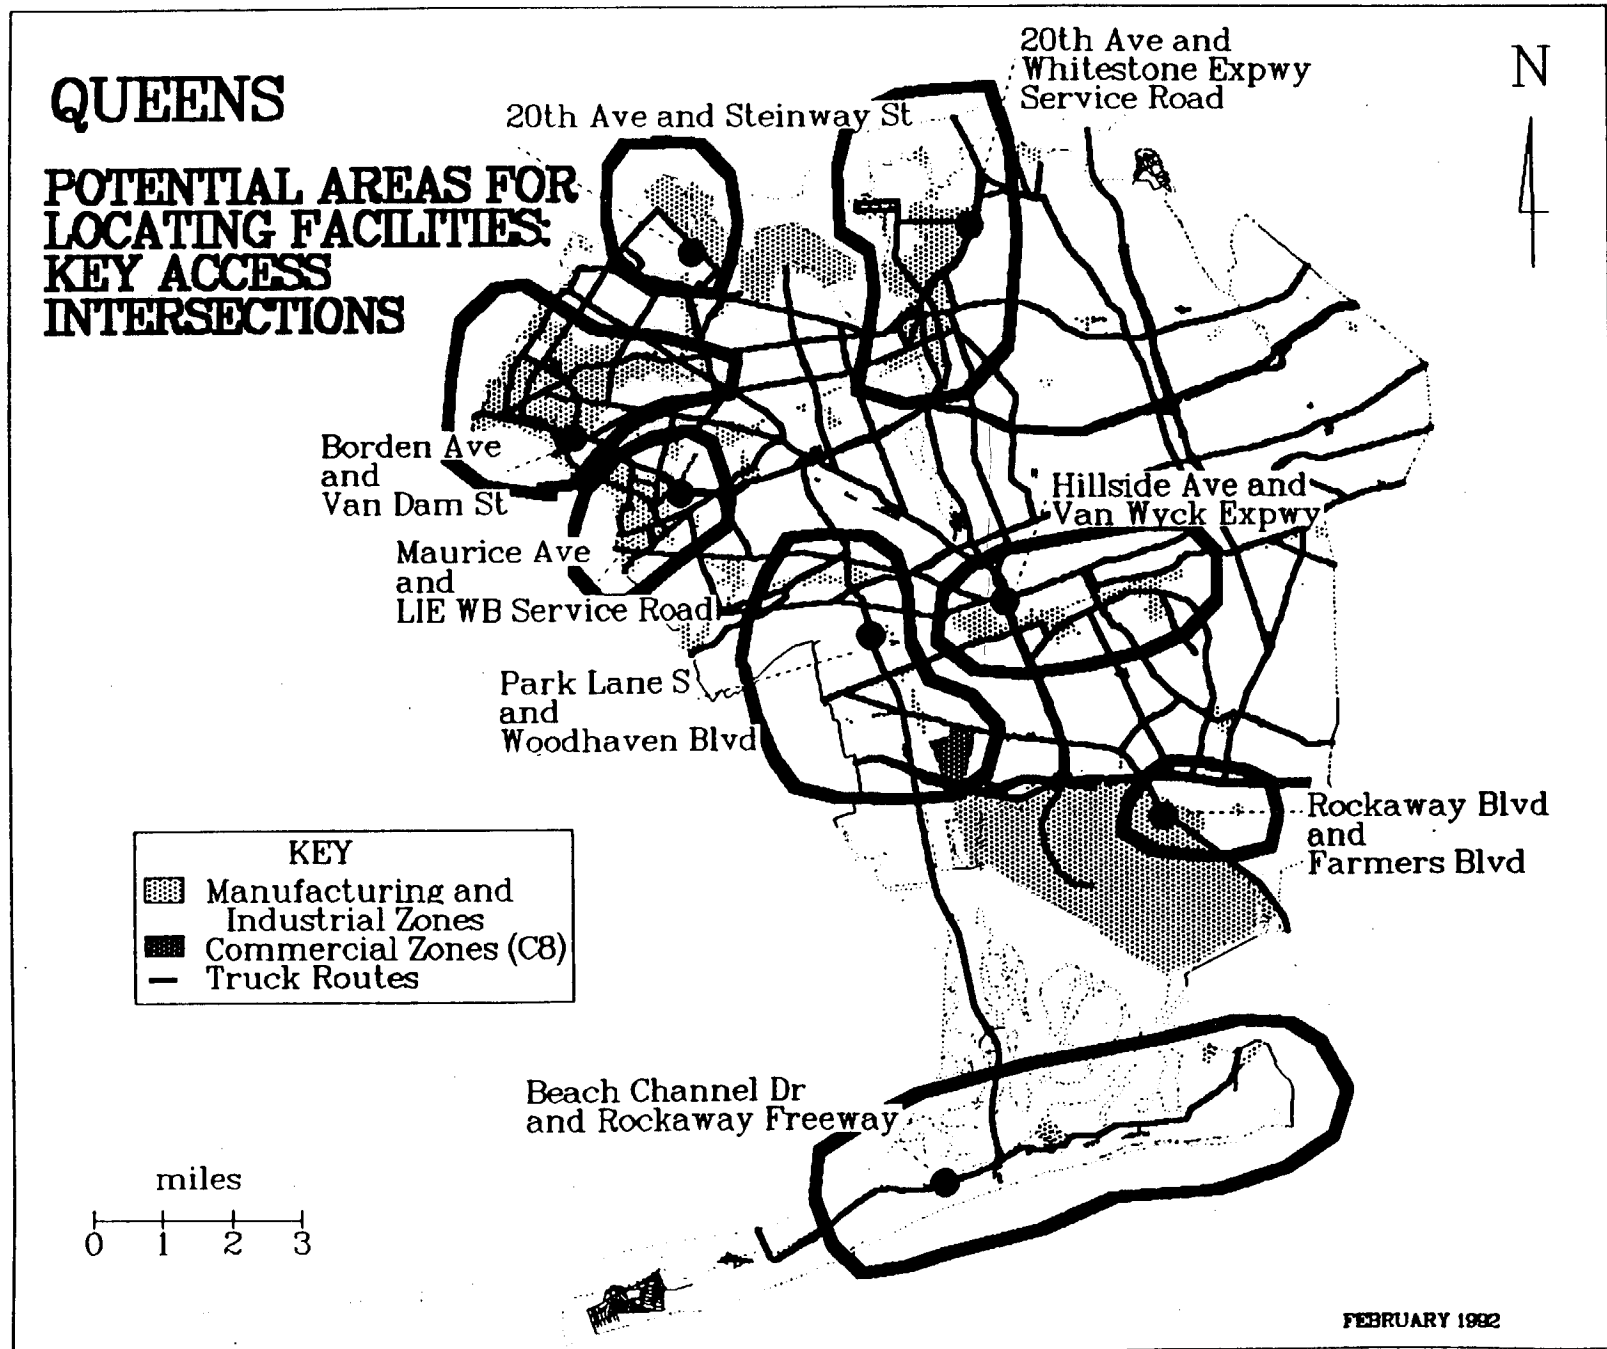 QUEENS
POTENTIAL AREAS FOR
LOCATING FACILITIES:
KEY ACCESS
INTERSECTIONS
20th Ave and Steinway St
20th Ave and
Whitestone Expwy
Service Road
N
Borden Ave
and
Van Dam St
Hillside Ave and
Van Wyck Expwy
Maurice Ave
and
LIE WB Service Road
Park Lane S
and
Woodhaven Blvd
Rockaway Blvd
and
Farmers Blvd
KEY
Manufacturing and
Industrial Zones
Commercial Zones (C8)
Truck Routes
Beach Channel Dr
and Rockaway Freeway
miles
0 1 2 3
FEBRUARY 1992